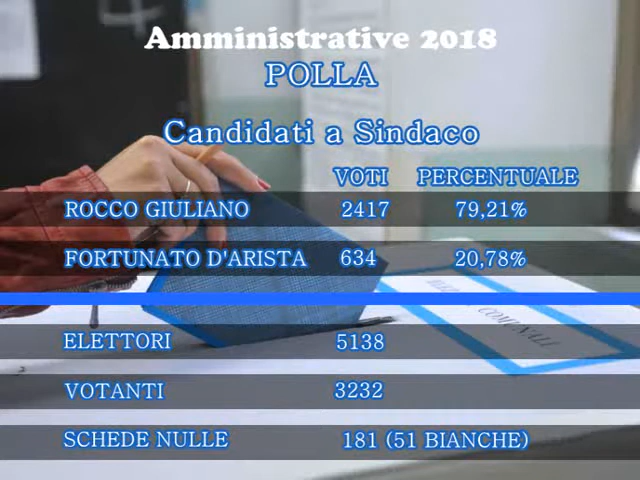 Amministrative 2018
POLLA
Candidati a Sindaco
VOTI PERCENTUALE
ROCCO GIULIANO 2417 79,21%
FORTUNATO D'ARISTA 634 20,78%
COMUNALE
ELETTORI 5138
VOTANTI 3232
SCHEDE NULLE 181 (51 BIANCHE)